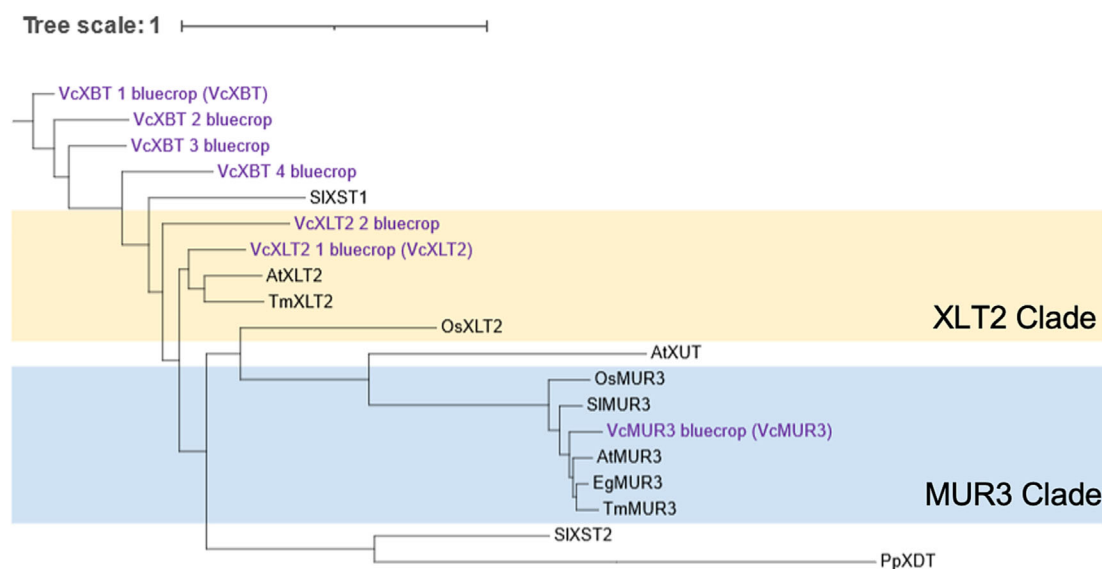 Tree scale: 1
VcXBT 1 bluecrop (VcXBT)
VcXBT 2 bluecrop
VcXBT 3 bluecrop
VcXBT 4 bluecrop
SlXST1
VcXLT2 2 bluecrop
VcXLT2 1 bluecrop (VcXLT2)
AtXLT2
TmXLT2
XLT2 Clade
OsXLT2
AtXUT
OsMUR3
SlMUR3
VcMUR3 bluecrop (VcMUR3)
AtMUR3
EgMUR3
MUR3 Clade
TmMUR3
SlXST2
PpXDT